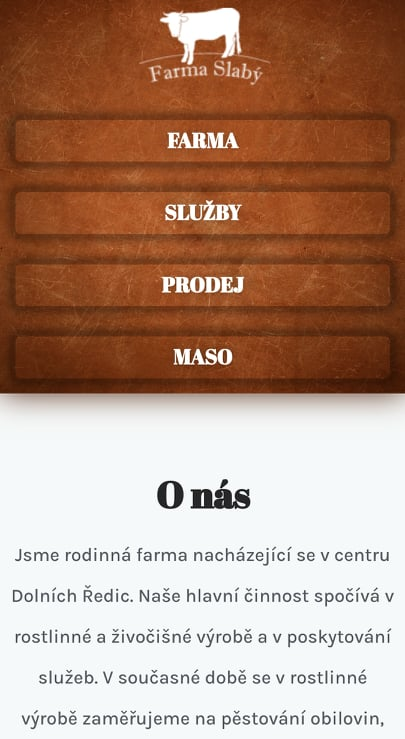 Farma Slabý
FARMA
SLUŽBY
PRODEJ
MASO
O nás
Jsme rodinná farma nacházející se v centru
Dolních Ředic. Naše hlavní činnost spočívá v
rostlinné a živočišné výrobě a v poskytování
služeb. V současné době se v rostlinné
výrobě zaměřujeme na pěstování obilovin,